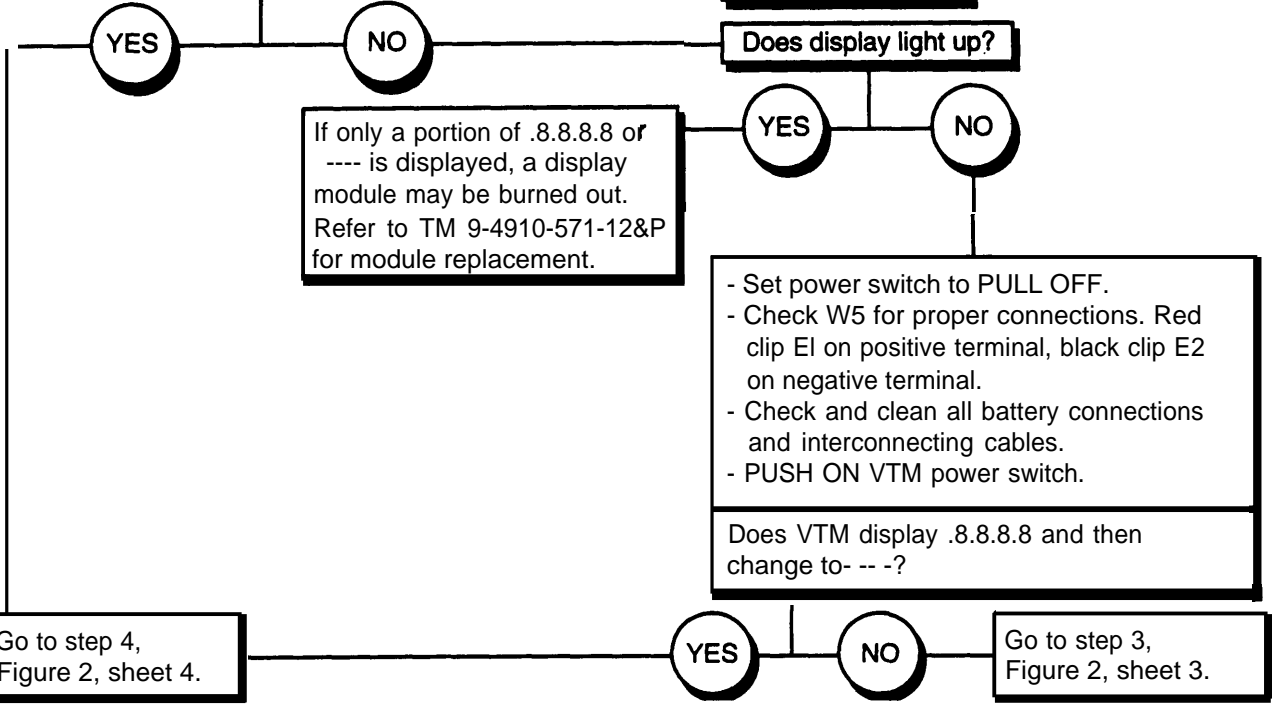 YES
NO
Does display light up?
If only a portion of .8.8.8.8 or
---- is displayed, a display
module may be burned out.
Refer to TM 9-4910-571-12&P
for module replacement.
YES
NO
- Set power switch to PULL OFF.
- Check W5 for proper connections. Red
clip El on positive terminal, black clip E2
on negative terminal.
- Check and clean all battery connections
and interconnecting cables.
- PUSH ON VTM power switch.
Does VTM display .8.8.8.8 and then
change to- -- -?
Go to step 4,
Figure 2, sheet 4.
YES
NO
Go to step 3,
Figure 2, sheet 3.